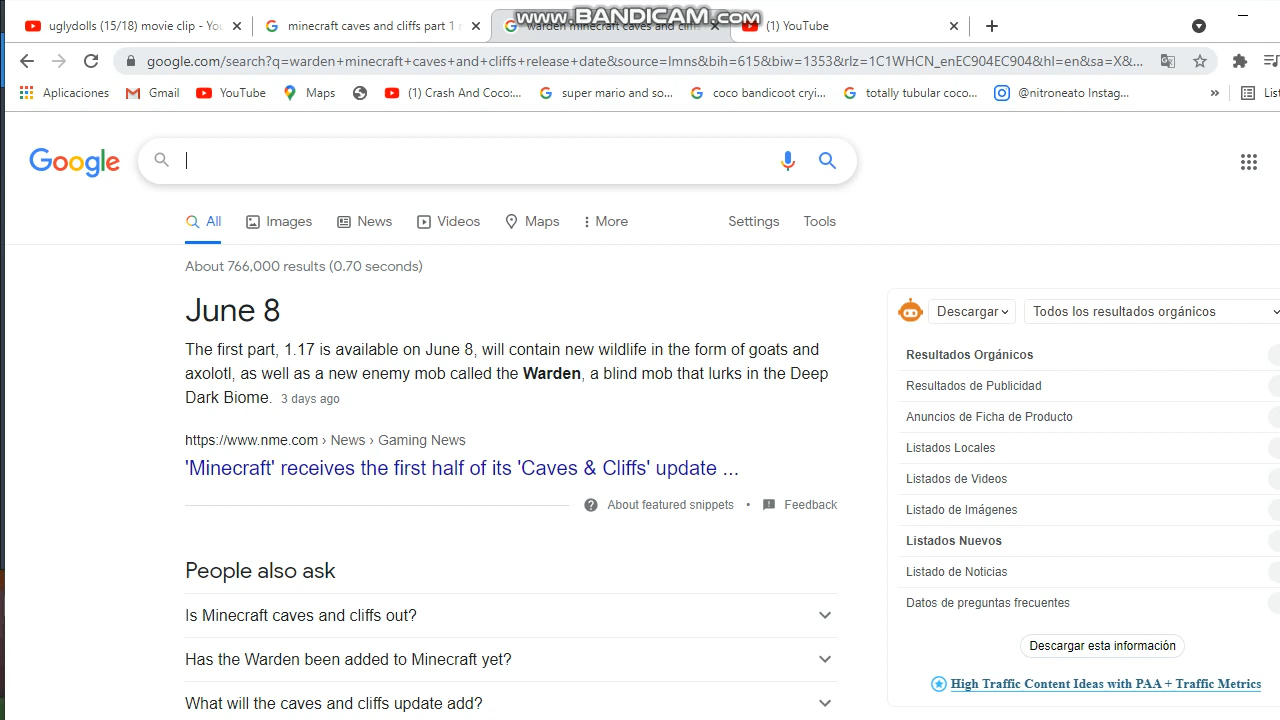 www.BANDICAM.com
uglydolls (15/18) movie clip - You
minecraft caves and cliffs part 1 r
warden minecraft caves and cliffs
(1) YouTube
google.com/search?q=warden+minecraft+caves+and+cliffs+release+date&source=lmns&bih=615&biw=1353&rlz=1C1WHCN_enEC904EC904&hl=en&sa=X&...
Aplicaciones
Gmail
YouTube
Maps
(1) Crash And Coco:...
super mario and so...
coco bandicoot cryi...
totally tubular coco...
@nitroneato Instag...
»
List
Google
All
Images
News
Videos
Maps
More
Settings
Tools
About 766,000 results (0.70 seconds)
June 8
The first part, 1.17 is available on June 8, will contain new wildlife in the form of goats and
axolotl, as well as a new enemy mob called the Warden, a blind mob that lurks in the Deep
Dark Biome. 3 days ago
https://www.nme.com › News › Gaming News
'Minecraft' receives the first half of its 'Caves & Cliffs' update ...
About featured snippets • Feedback
People also ask
Is Minecraft caves and cliffs out?
Has the Warden been added to Minecraft yet?
What will the caves and cliffs update add?
Descargar
Todos los resultados orgánicos
Resultados Orgánicos
Resultados de Publicidad
Anuncios de Ficha de Producto
Listados Locales
Listados de Videos
Listado de Imágenes
Listados Nuevos
Listado de Noticias
Datos de preguntas frecuentes
Descargar esta información
High Traffic Content Ideas with PAA + Traffic Metrics